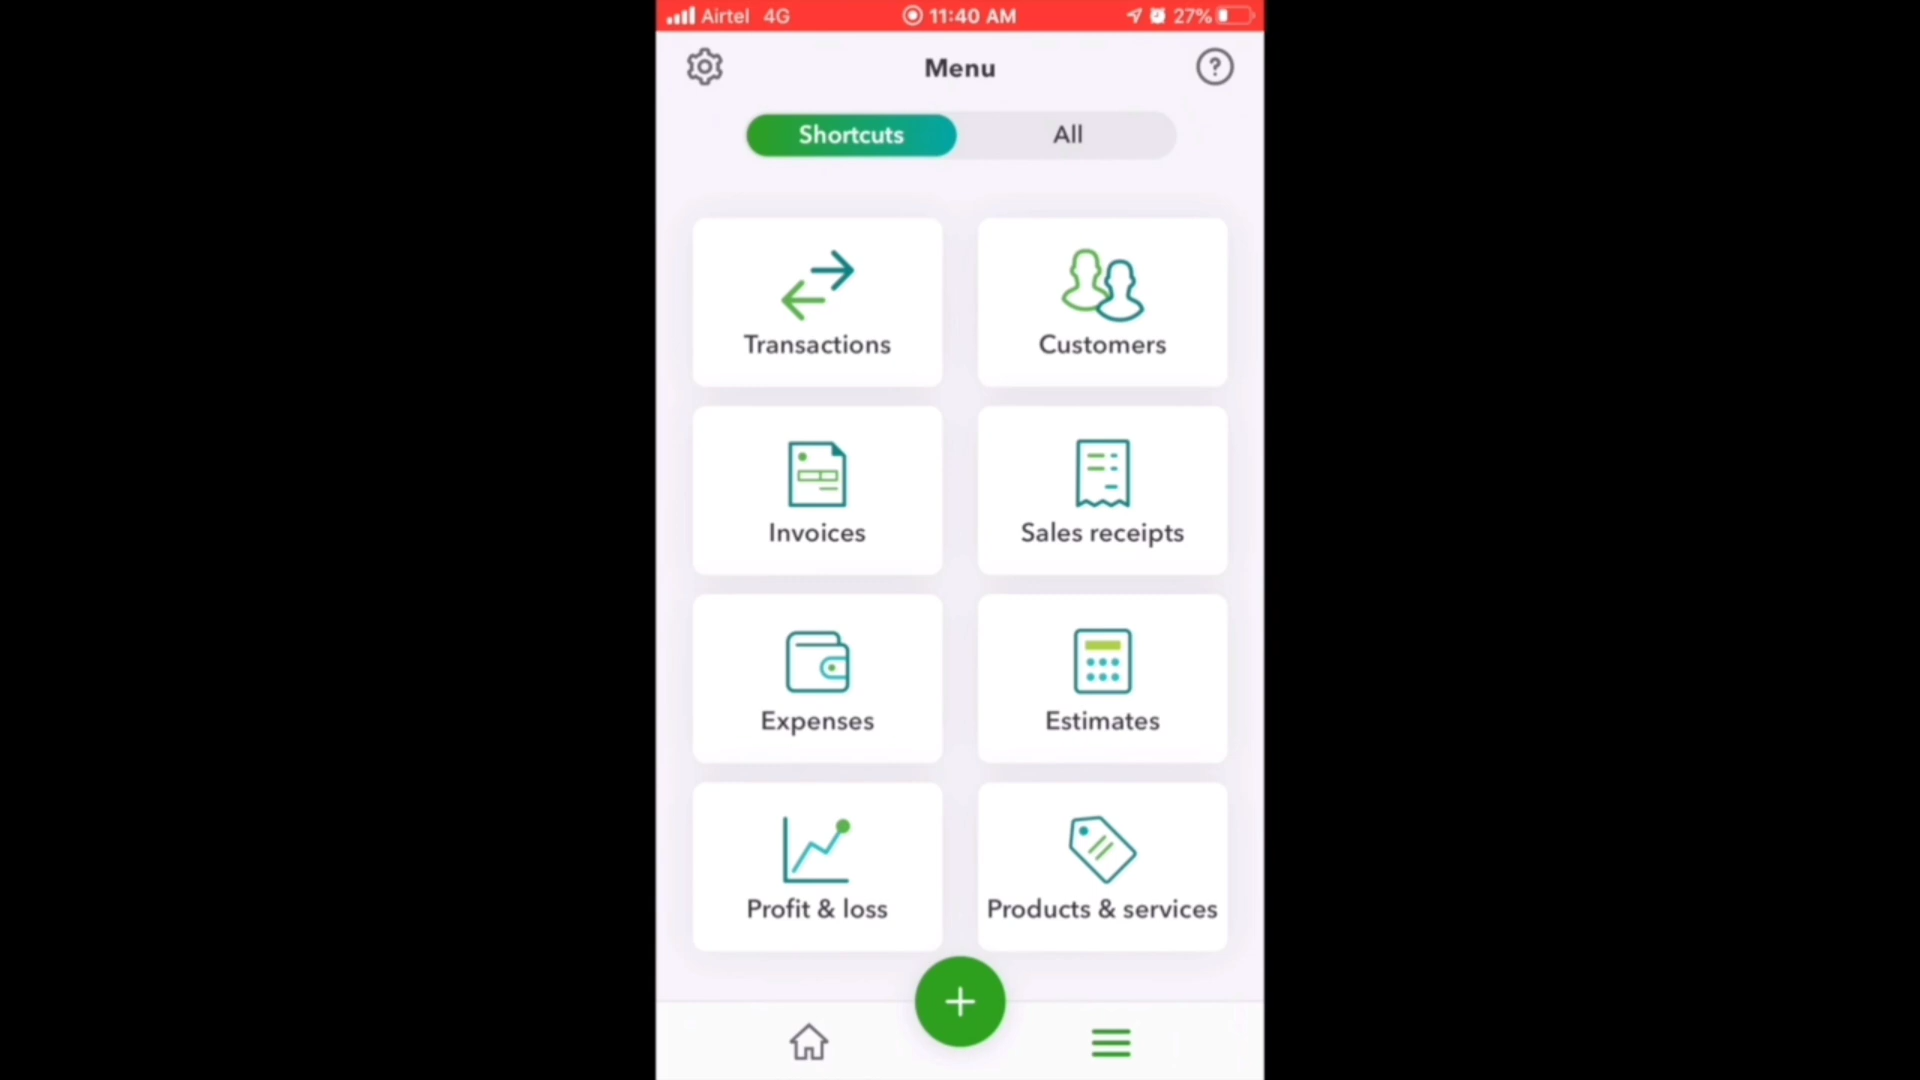 Airtel 4G 11:40 AM 27%
Menu ?
Shortcuts All
Transactions Customers
Invoices Sales receipts
Expenses Estimates
Profit & loss Products & services
+